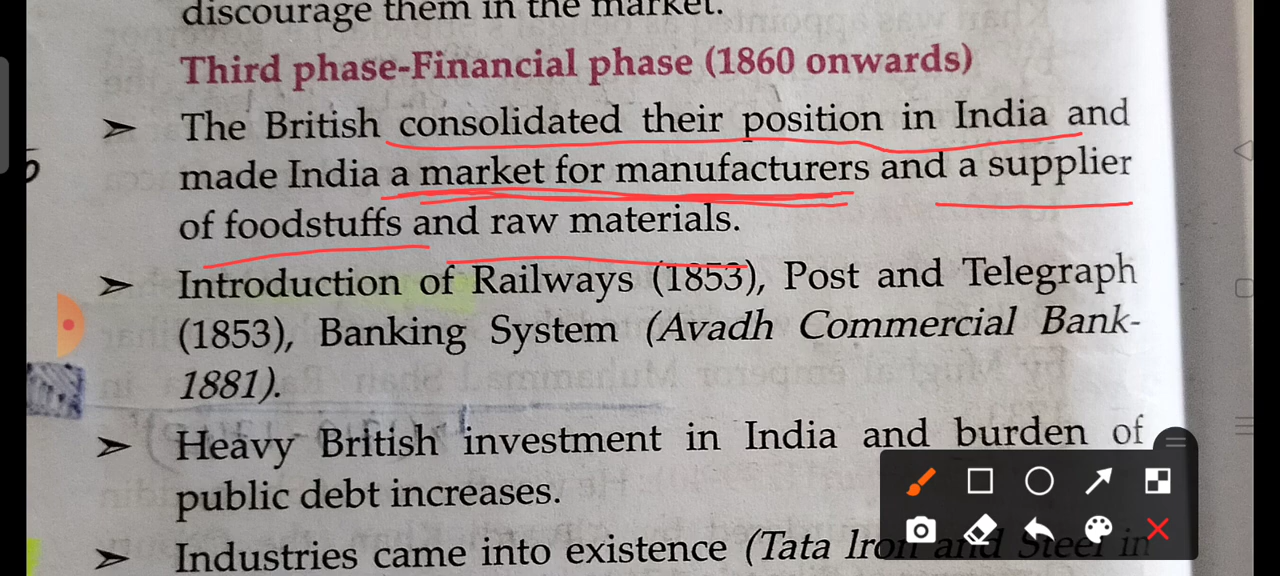 discourage them in the market.
Third phase-Financial phase (1860 onwards)
➢ The British consolidated their position in India and
made India a market for manufacturers and a supplier
of foodstuffs and raw materials.
➢ Introduction of Railways (1853), Post and Telegraph
(1853), Banking System (Avadh Commercial Bank-
1881).
➢ Heavy British investment in India and burden of
public debt increases.
➢ Industries came into existence (Tata Iron and Steel in